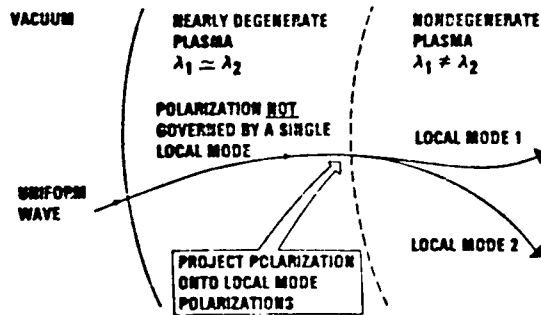 VACUUM
NEARLY DEGENERATE
PLASMA
λ₁ ≃ λ₂
NONDEGENERATE
PLASMA
λ₁ ≠ λ₂
POLARIZATION NOT
GOVERNED BY A SINGLE
LOCAL MODE
LOCAL MODE 1
UNIFORM
WAVE
LOCAL MODE 2
PROJECT POLARIZATION
ONTO LOCAL MODE
POLARIZATIONS